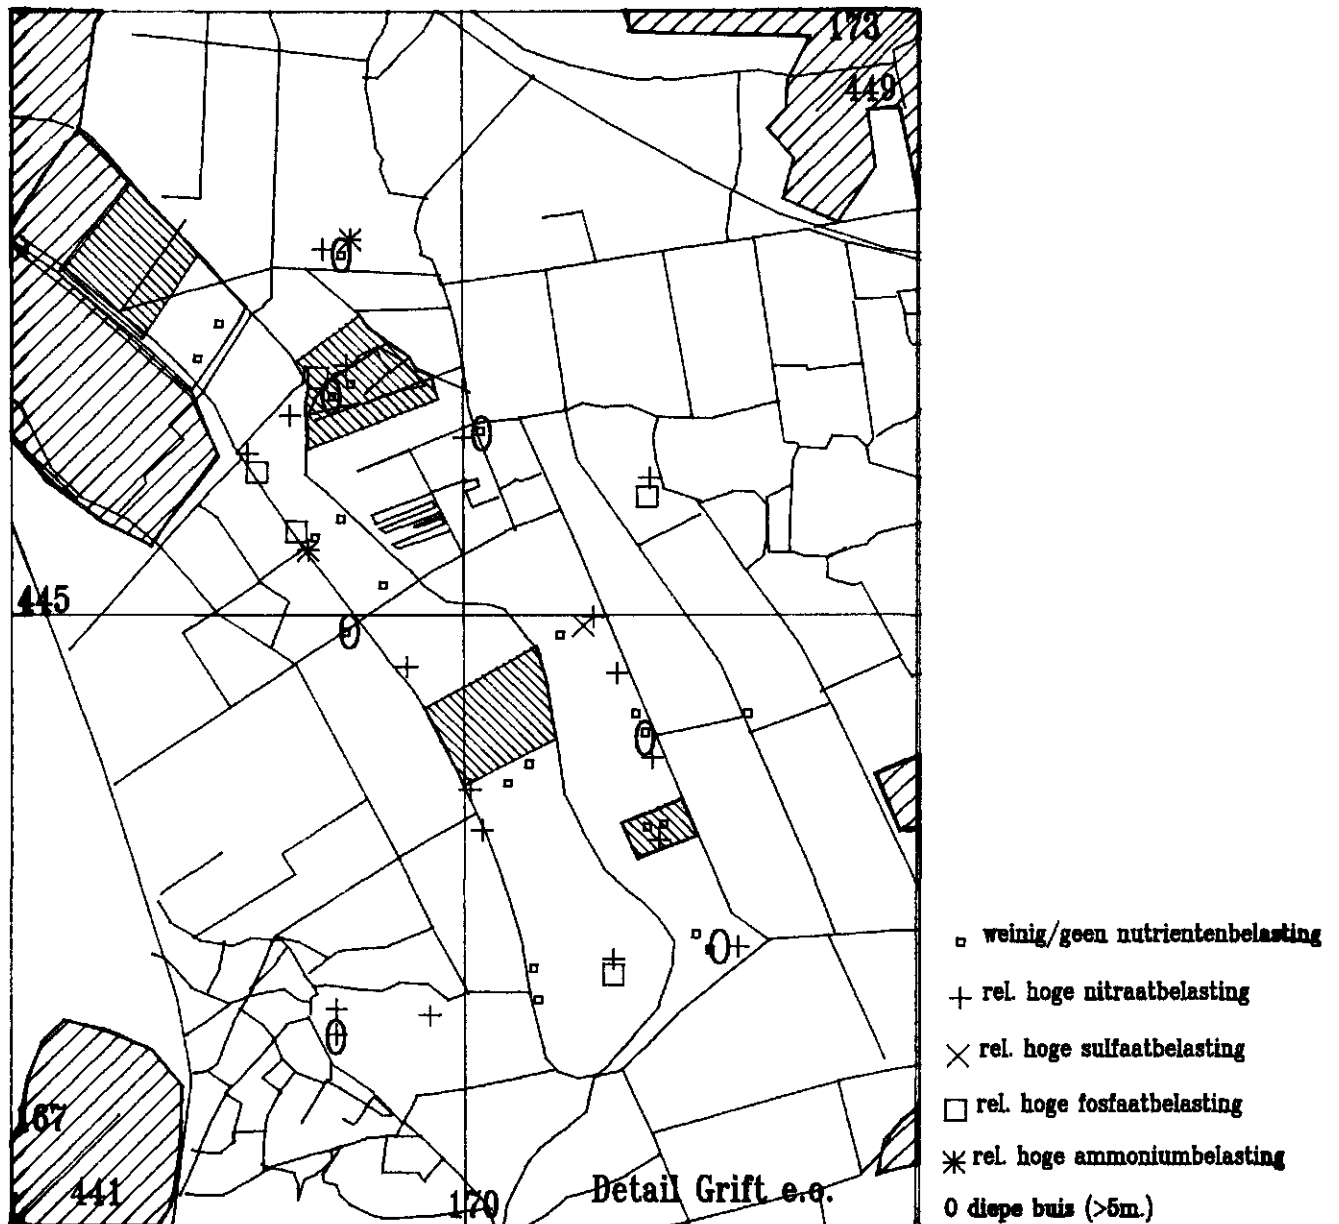 173
449
445
weinig/geen nutrientenbelasting
rel. hoge nitraatbelasting
rel. hoge sulfaatbelasting
rel. hoge fosfaatbelasting
rel. hoge ammoniumbelasting
0 diepe buis (>5m.)
167
441
170
Detail Grift e.o.